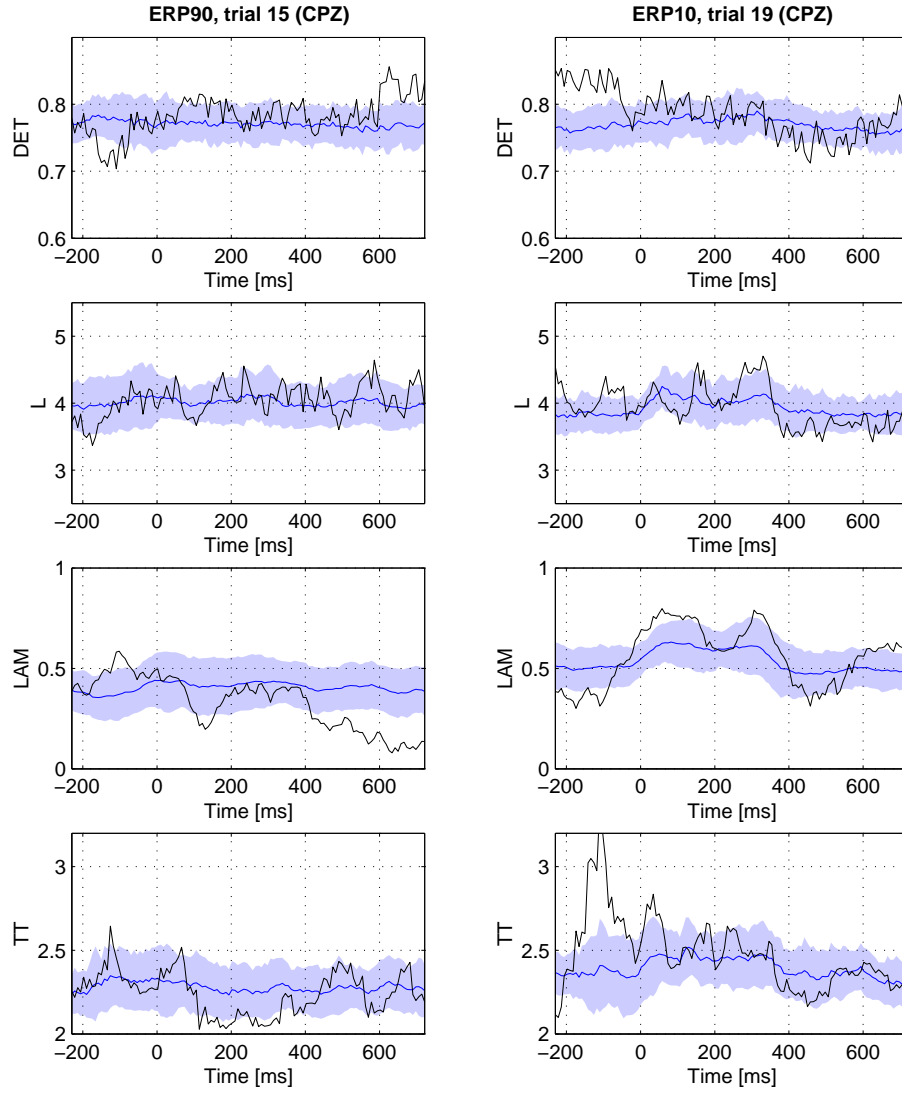 ERP90, trial 15 (CPZ)
ERP10, trial 19 (CPZ)
DET
0.8
0.7
0.6
−200 0 200 400 600
Time [ms]
DET
0.8
0.7
0.6
−200 0 200 400 600
Time [ms]
L
5
4
3
−200 0 200 400 600
Time [ms]
L
5
4
3
−200 0 200 400 600
Time [ms]
LAM
1
0.5
0
−200 0 200 400 600
Time [ms]
LAM
1
0.5
0
−200 0 200 400 600
Time [ms]
TT
3
2.5
2
−200 0 200 400 600
Time [ms]
TT
3
2.5
2
−200 0 200 400 600
Time [ms]